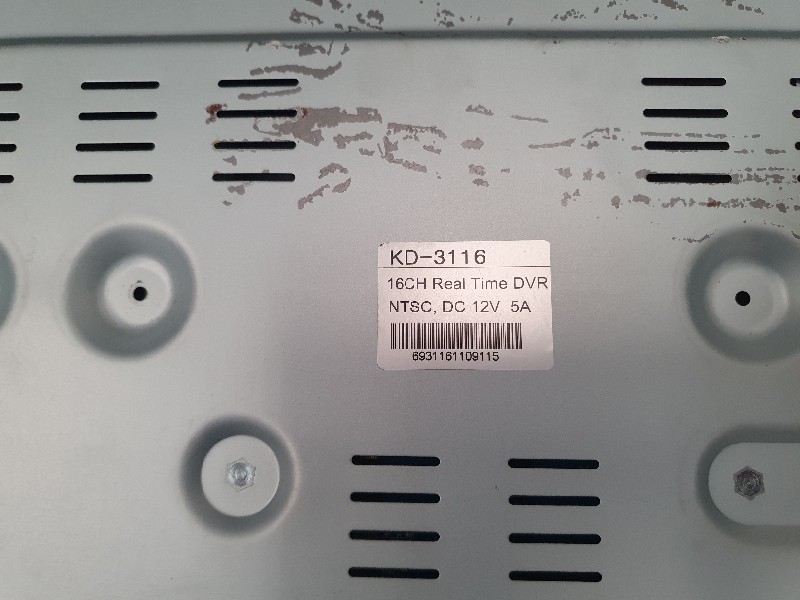 KD-3116
16CH Real Time DVR
NTSC, DC 12V 5A
6931161109115